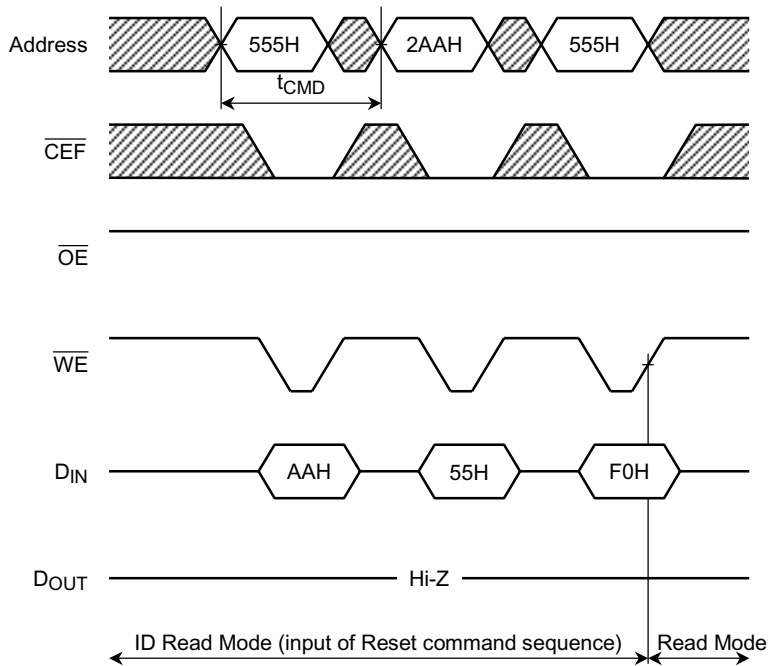 Address 555H 2AAH 555H
tCMD
CEF
OE
WE
DIN AAH 55H F0H
DOUT Hi-Z
ID Read Mode (input of Reset command sequence) Read Mode